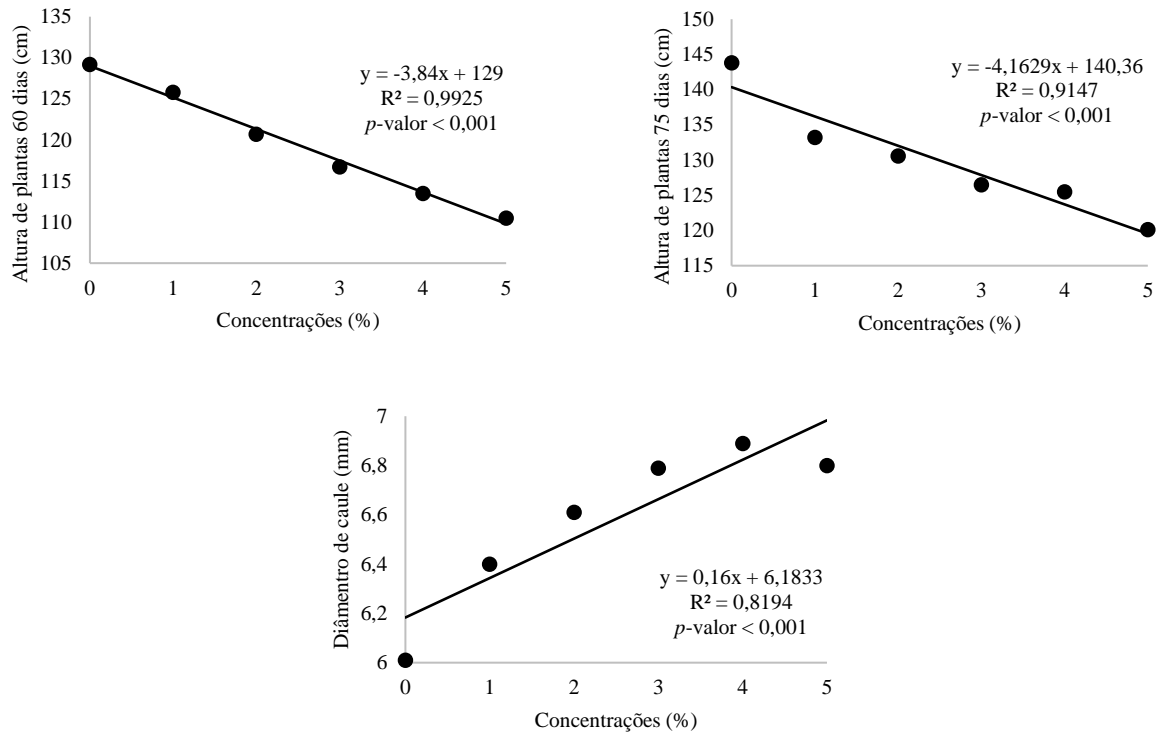 Altura de plantas 60 dias (cm)
135
130
125
120
115
110
105
y = -3,84x + 129
R² = 0,9925
p-valor < 0,001
0 1 2 3 4 5
Concentrações (%)
Altura de plantas 75 dias (cm)
150
145
140
135
130
125
120
115
y = -4,1629x + 140,36
R² = 0,9147
p-valor < 0,001
0 1 2 3 4 5
Concentrações (%)
Diâmentro de caule (mm)
7
6,8
6,6
6,4
6,2
6
y = 0,16x + 6,1833
R² = 0,8194
p-valor < 0,001
0 1 2 3 4 5
Concentrações (%)